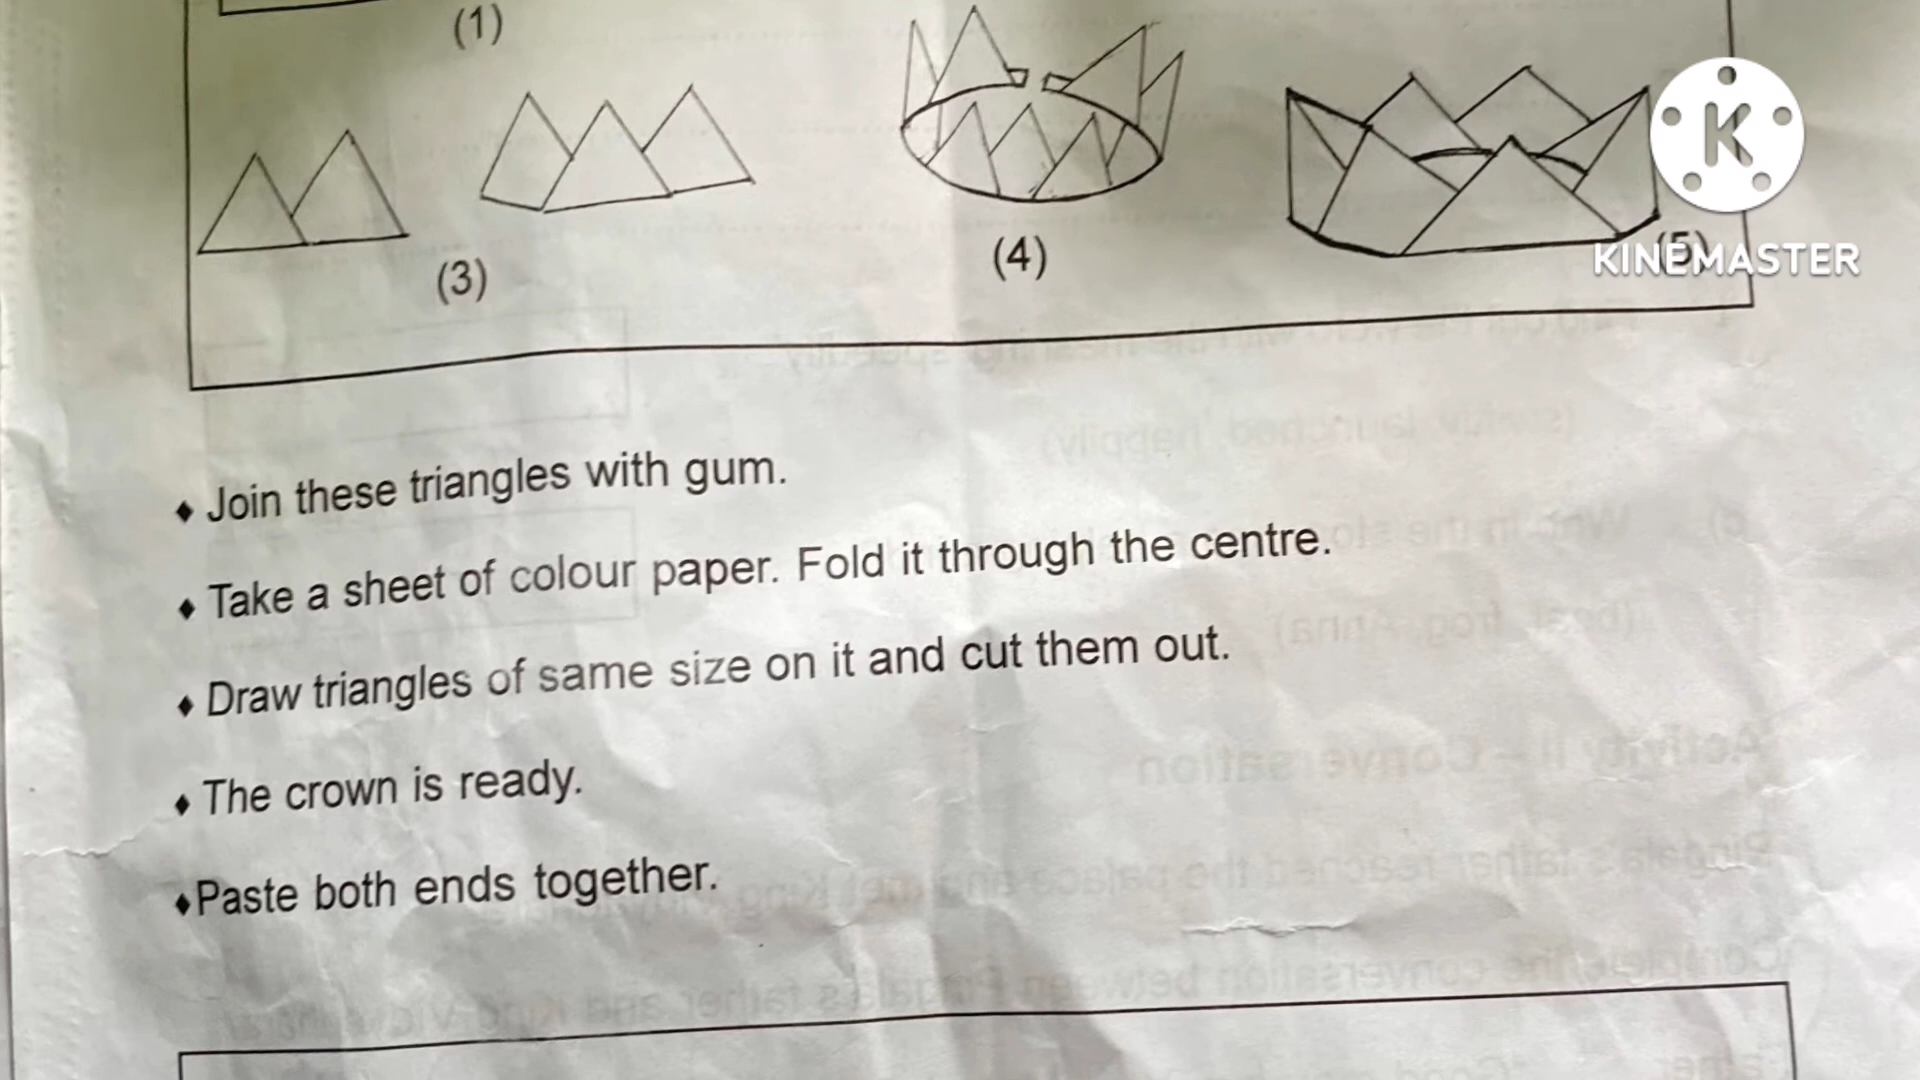 (1)
(3)
(4)
(5)
K
KINEMASTER
♦ Join these triangles with gum.
♦ Take a sheet of colour paper. Fold it through the centre.
♦ Draw triangles of same size on it and cut them out.
♦ The crown is ready.
♦Paste both ends together.